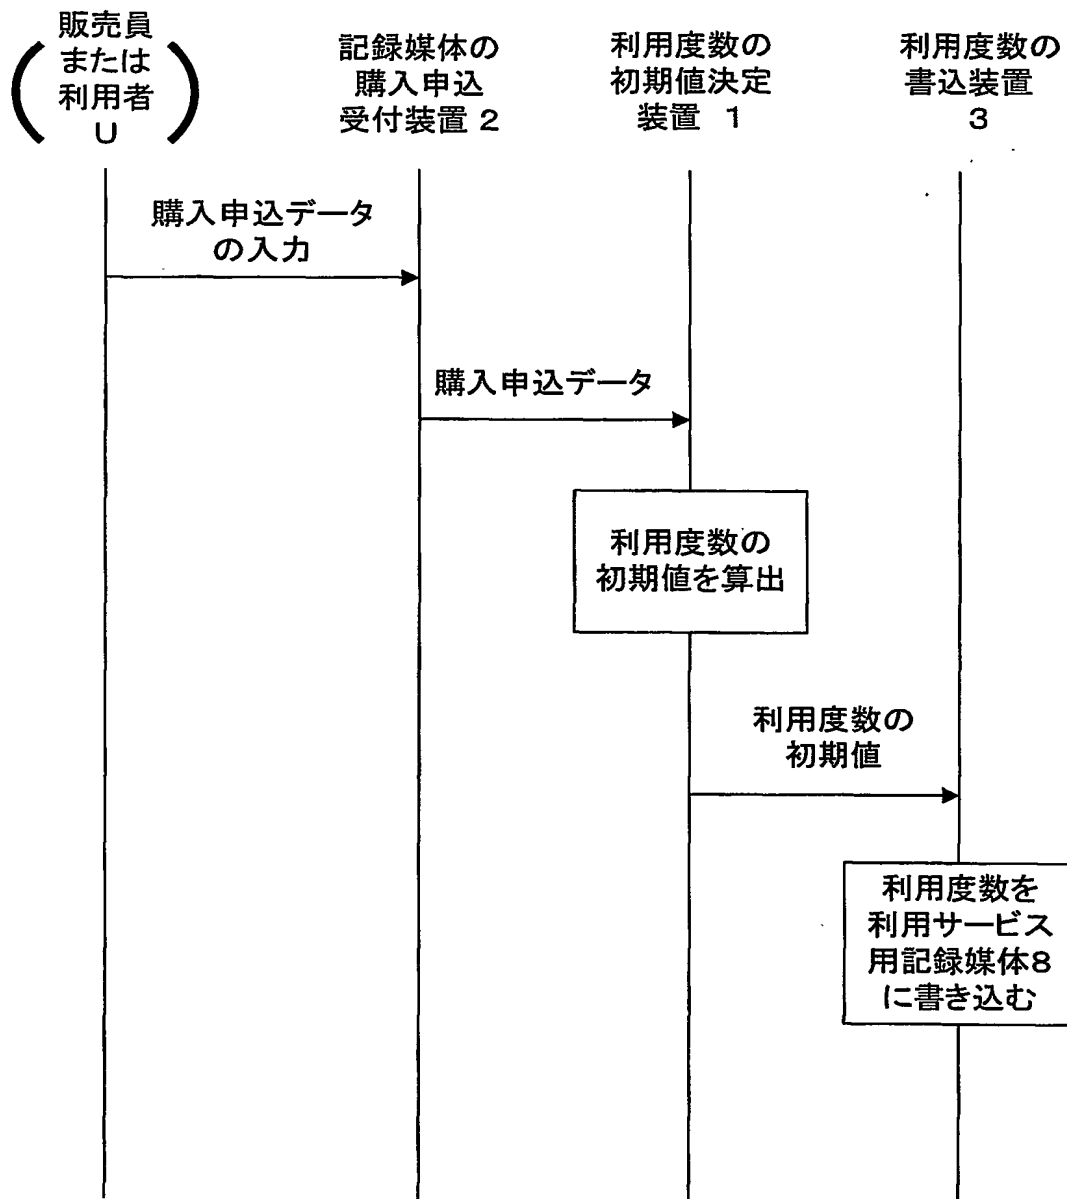 販売員
または
利用者
U
記録媒体の
購入申込
受付装置 2
利用度数の
初期値決定
装置 1
利用度数の
書込装置
3
購入申込データ
の入力
購入申込データ
利用度数の
初期値を算出
利用度数の
初期値
利用度数を
利用サービス
用記録媒体8
に書き込む